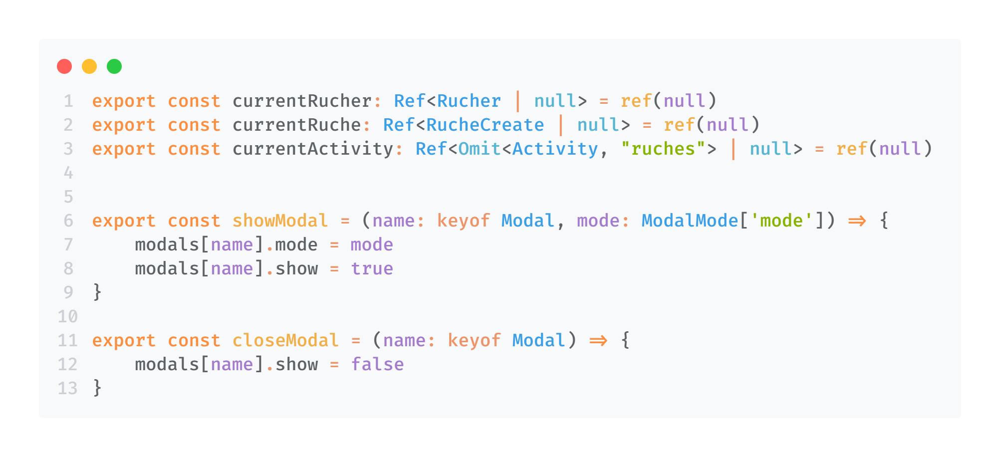 1 export const currentRucher: Ref<Rucher | null> = ref(null)
2 export const currentRuche: Ref<RucheCreate | null> = ref(null)
3 export const currentActivity: Ref<Omit<Activity, "ruches"> | null> = ref(null)
4
5
6 export const showModal = (name: keyof Modal, mode: ModalMode['mode']) => {
7     modals[name].mode = mode
8     modals[name].show = true
9 }
10
11 export const closeModal = (name: keyof Modal) => {
12     modals[name].show = false
13 }